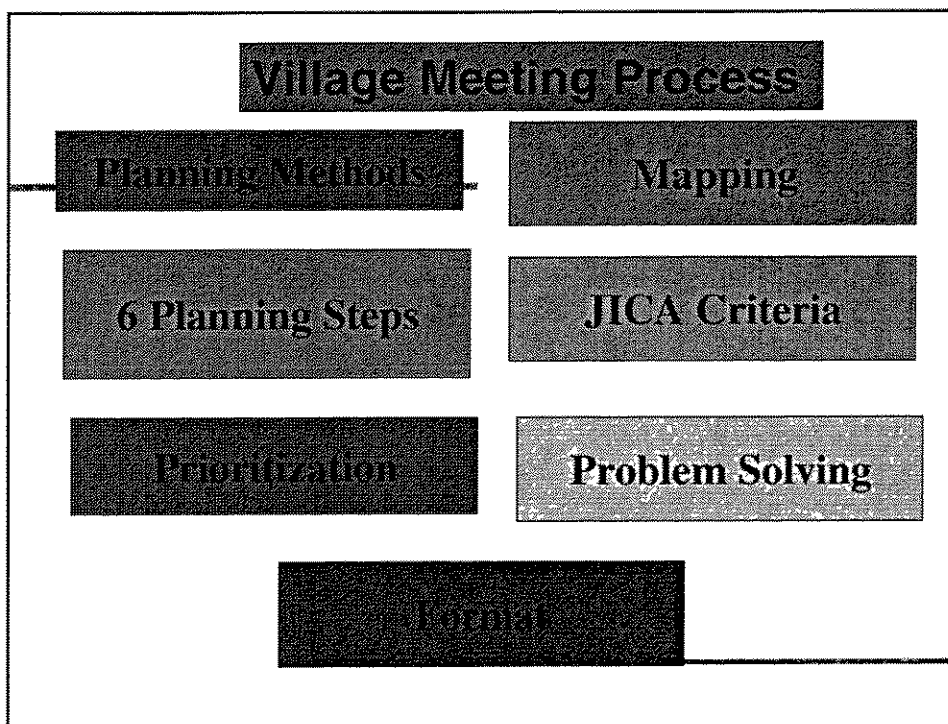 Village Meeting Process
Planning Methods
Mapping
6 Planning Steps
JICA Criteria
Prioritization
Problem Solving
Format